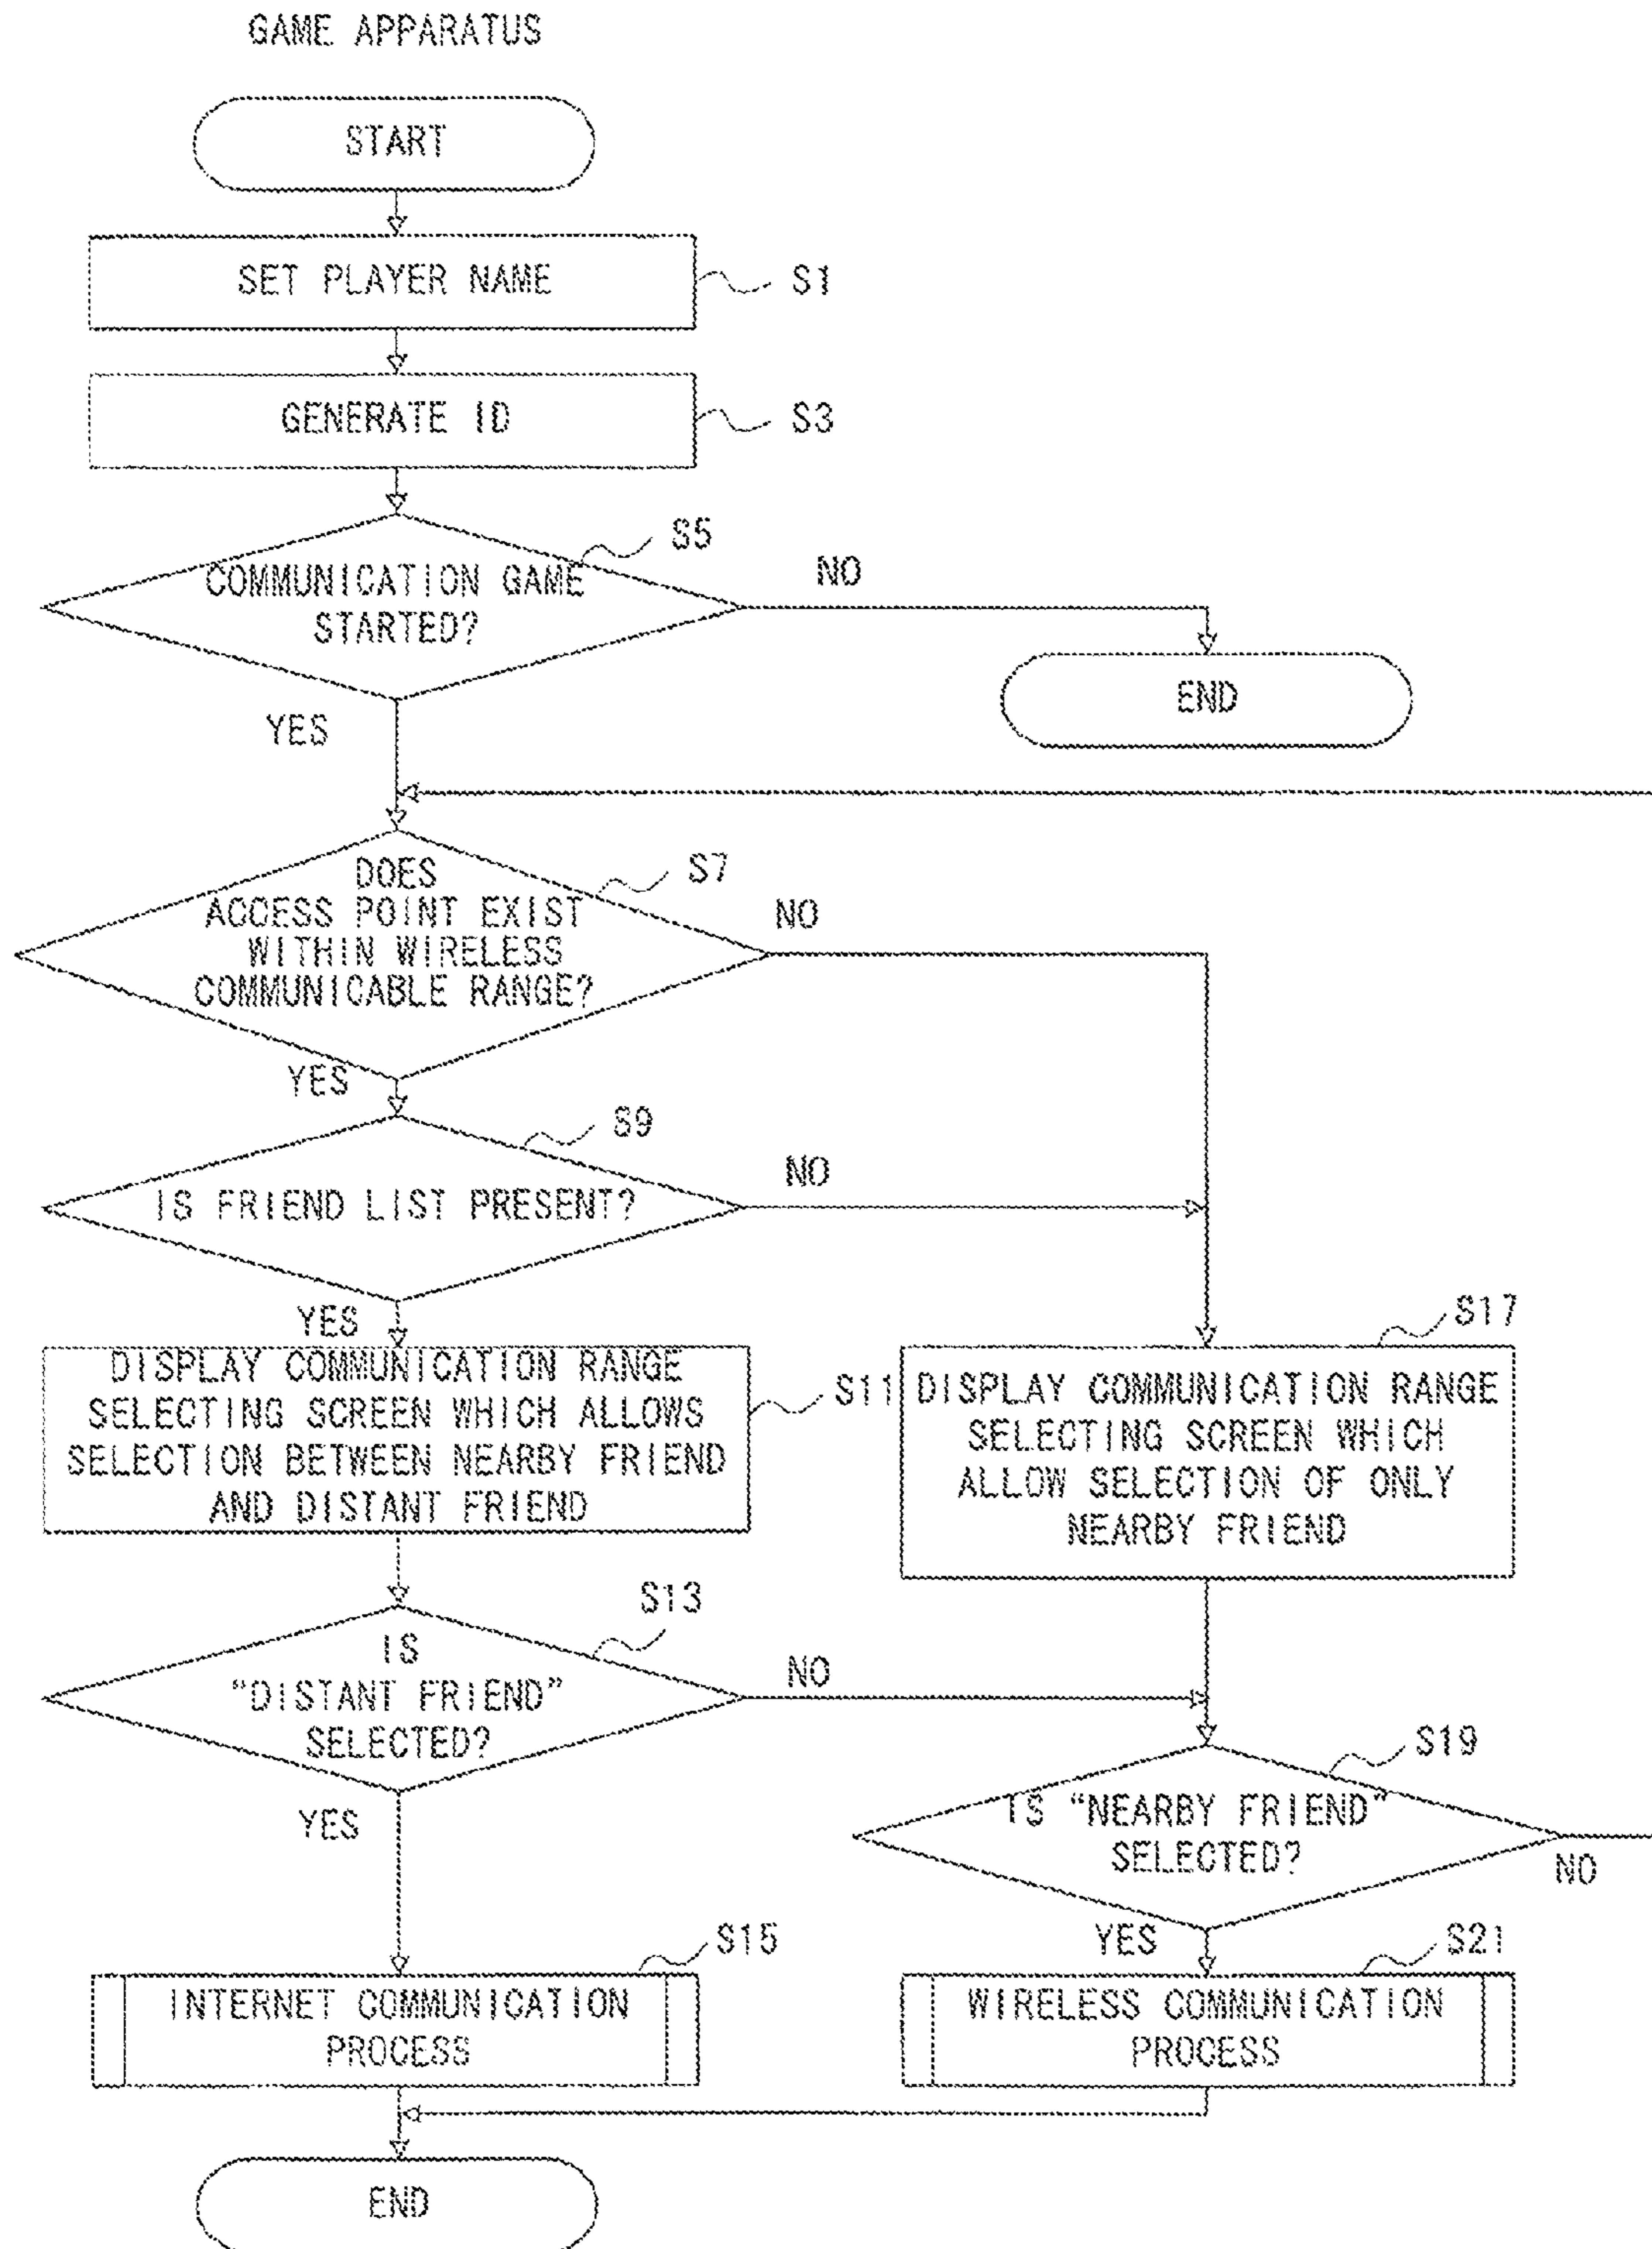 GAME APPARATUS
START
SET PLAYER NAME
S1
GENERATE ID
S3
S5
COMMUNICATION GAME
STARTED?
NO
END
YES
S7
DOES
ACCESS POINT EXIST
WITHIN WIRELESS
COMMUNICABLE RANGE?
NO
YES
S9
IS FRIEND LIST PRESENT?
NO
YES
DISPLAY COMMUNICATION RANGE
SELECTING SCREEN WHICH ALLOWS
SELECTION BETWEEN NEARBY FRIEND
AND DISTANT FRIEND
S11
S17
DISPLAY COMMUNICATION RANGE
SELECTING SCREEN WHICH
ALLOW SELECTION OF ONLY
NEARBY FRIEND
S13
IS
“DISTANT FRIEND”
SELECTED?
NO
YES
S19
IS “NEARBY FRIEND”
SELECTED?
NO
YES
S15
INTERNET COMMUNICATION
PROCESS
S21
WIRELESS COMMUNICATION
PROCESS
END